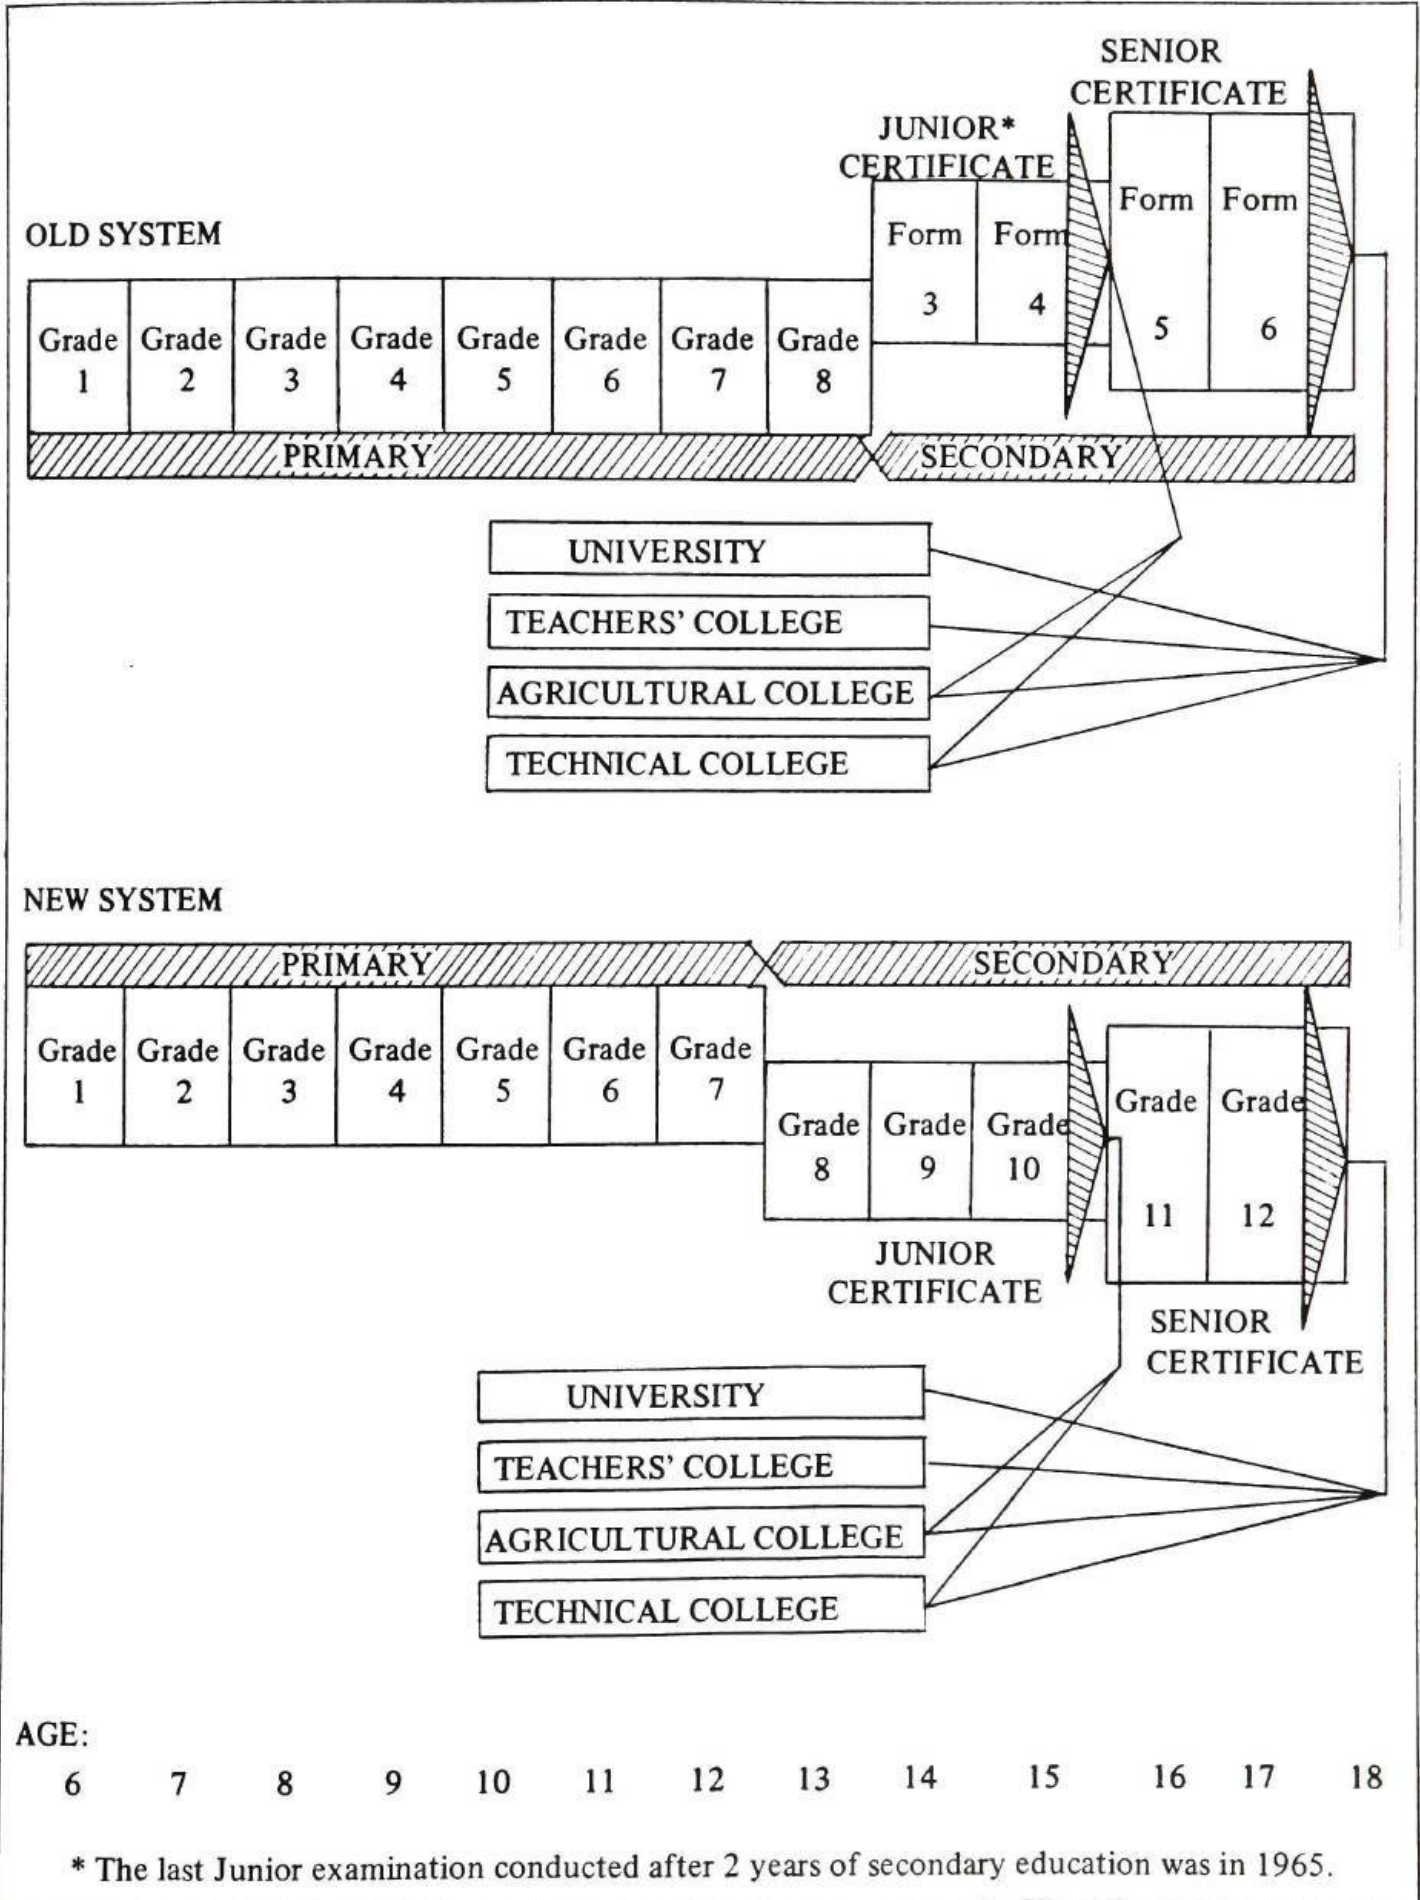 SENIOR
CERTIFICATE
JUNIOR*
CERTIFICATE
OLD SYSTEM
Grade 1
Grade 2
Grade 3
Grade 4
Grade 5
Grade 6
Grade 7
Grade 8
Form 3
Form 4
Form 5
Form 6
PRIMARY
SECONDARY
UNIVERSITY
TEACHERS' COLLEGE
AGRICULTURAL COLLEGE
TECHNICAL COLLEGE
NEW SYSTEM
PRIMARY
SECONDARY
Grade 1
Grade 2
Grade 3
Grade 4
Grade 5
Grade 6
Grade 7
Grade 8
Grade 9
Grade 10
Grade 11
Grade 12
JUNIOR
CERTIFICATE
SENIOR
CERTIFICATE
UNIVERSITY
TEACHERS' COLLEGE
AGRICULTURAL COLLEGE
TECHNICAL COLLEGE
AGE:
6 7 8 9 10 11 12 13 14 15 16 17 18
* The last Junior examination conducted after 2 years of secondary education was in 1965.